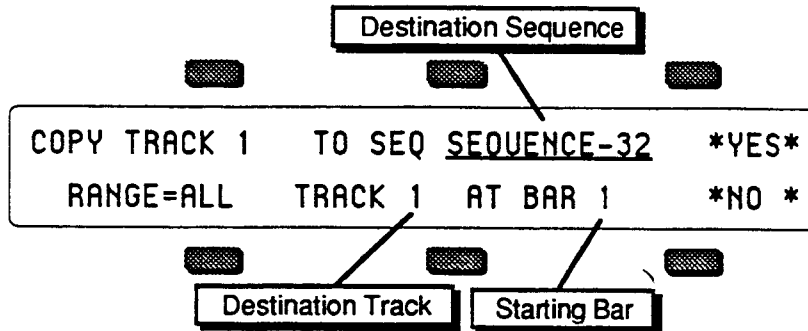 Destination Sequence
COPY TRACK 1 TO SEQ SEQUENCE-32 *YES*
RANGE=ALL TRACK 1 AT BAR 1 *NO *
Destination Track Starting Bar